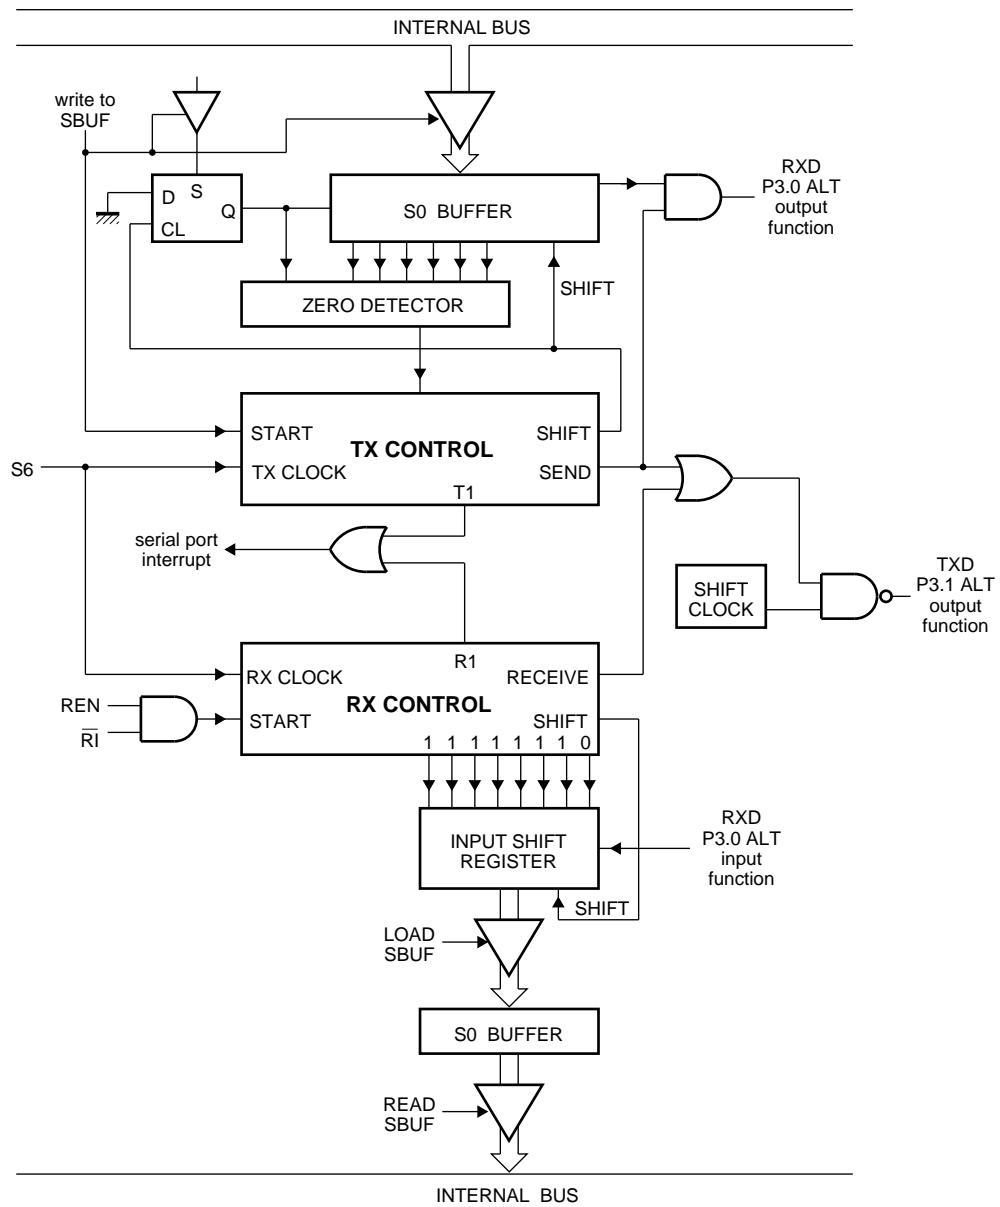 INTERNAL BUS
write to
SBUF
RXD
P3.0 ALT
output
function
D
S
Q
CL
S0 BUFFER
SHIFT
ZERO DETECTOR
START
TX CONTROL
SHIFT
S6
TX CLOCK
SEND
T1
serial port
interrupt
TXD
P3.1 ALT
output
function
SHIFT
CLOCK
R1
RX CLOCK
RECEIVE
REN
RX CONTROL
START
SHIFT
R̅I̅
1 1 1 1 1 1 1 0
INPUT SHIFT
REGISTER
RXD
P3.0 ALT
input
function
SHIFT
LOAD
SBUF
S0 BUFFER
READ
SBUF
INTERNAL BUS